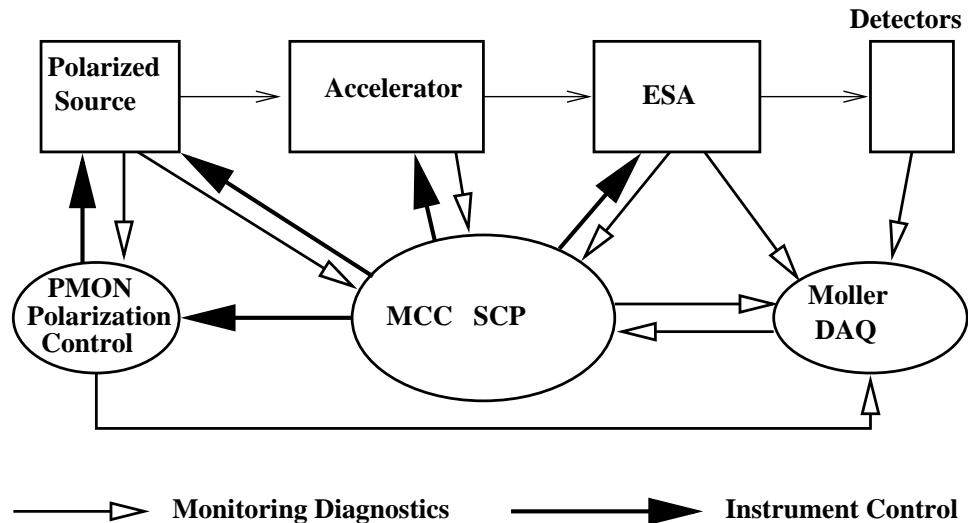 Detectors
Polarized
Source
Accelerator
ESA
PMON
Polarization
Control
MCC SCP
Moller
DAQ
Monitoring Diagnostics
Instrument Control